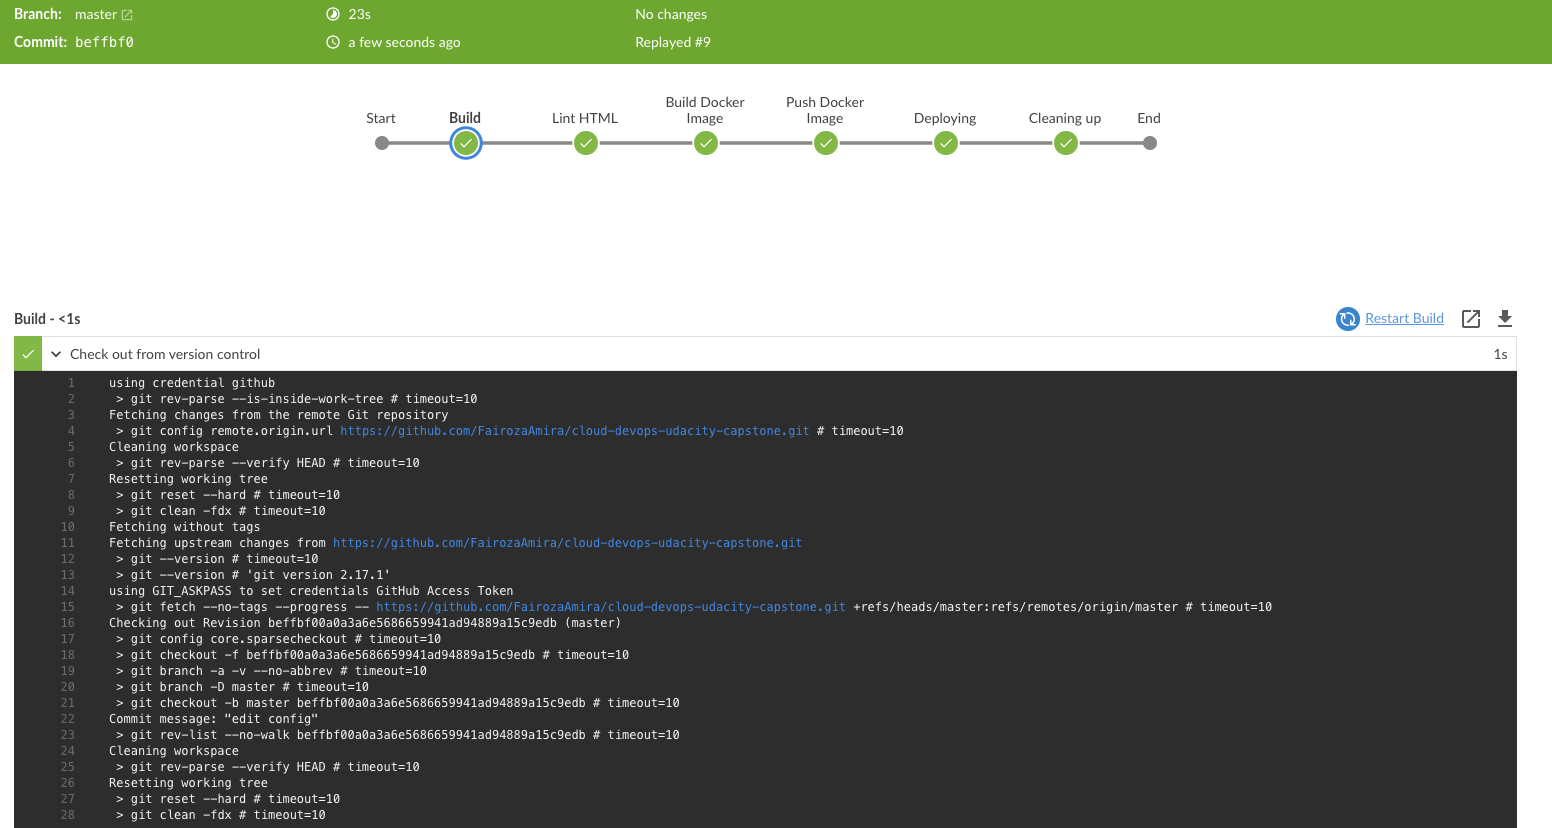 Branch: master 23s No changes
Commit: beffbf0 a few seconds ago Replayed #9
Start Build Lint HTML Build Docker Image Push Docker Image Deploying Cleaning up End
Build - <1s Restart Build
Check out from version control 1s
1 using credential github
2 > git rev-parse --is-inside-work-tree # timeout=10
3 Fetching changes from the remote Git repository
4 > git config remote.origin.url https://github.com/FairozaAmira/cloud-devops-udacity-capstone.git # timeout=10
5 Cleaning workspace
6 > git rev-parse --verify HEAD # timeout=10
7 Resetting working tree
8 > git reset --hard # timeout=10
9 > git clean -fdx # timeout=10
10 Fetching without tags
11 Fetching upstream changes from https://github.com/FairozaAmira/cloud-devops-udacity-capstone.git
12 > git --version # timeout=10
13 > git --version # 'git version 2.17.1'
14 using GIT_ASKPASS to set credentials GitHub Access Token
15 > git fetch --no-tags --progress -- https://github.com/FairozaAmira/cloud-devops-udacity-capstone.git +refs/heads/master:refs/remotes/origin/master # timeout=10
16 Checking out Revision beffbf00a0a3a6e5686659941ad94889a15c9edb (master)
17 > git config core.sparsecheckout # timeout=10
18 > git checkout -f beffbf00a0a3a6e5686659941ad94889a15c9edb # timeout=10
19 > git branch -a -v --no-abbrev # timeout=10
20 > git branch -D master # timeout=10
21 > git checkout -b master beffbf00a0a3a6e5686659941ad94889a15c9edb # timeout=10
22 Commit message: "edit config"
23 > git rev-list --no-walk beffbf00a0a3a6e5686659941ad94889a15c9edb # timeout=10
24 Cleaning workspace
25 > git rev-parse --verify HEAD # timeout=10
26 Resetting working tree
27 > git reset --hard # timeout=10
28 > git clean -fdx # timeout=10